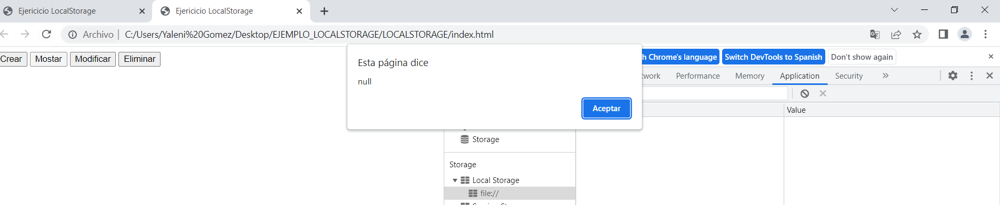 Ejericicio LocalStorage
Ejericicio LocalStorage
Archivo
C:/Users/Yaleni%20Gomez/Desktop/EJEMPLO_LOCALSTORAGE/LOCALSTORAGE/index.html
Crear Mostar Modificar Eliminar
Esta página dice
null
Aceptar
Chrome's language Switch DevTools to Spanish Don't show again
Performance Memory Application Security
Value
Storage
Storage
Local Storage
file://